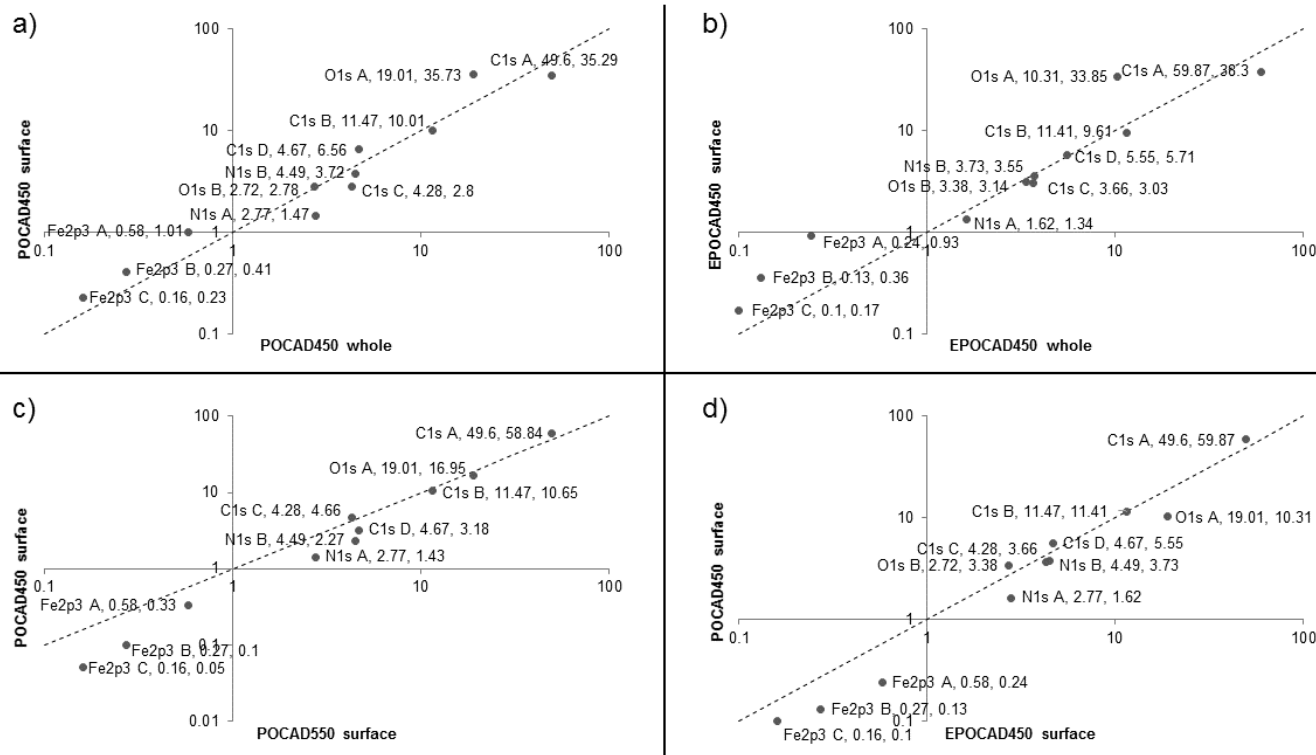 a)
100
C1s A, 49.6, 35.29
O1s A, 19.01, 35.73
C1s B, 11.47, 10.01
10
C1s D, 4.67, 6.56
N1s B, 4.49, 3.72
O1s B, 2.72, 2.78
C1s C, 4.28, 2.8
N1s A, 2.77, 1.47
Fe2p3 A, 0.58, 1.01
1
0.1
1
10
100
Fe2p3 B, 0.27, 0.41
Fe2p3 C, 0.16, 0.23
0.1
POCAD450 surface
POCAD450 whole
b)
100
O1s A, 10.31, 33.85
C1s A, 59.87, 38.3
10
C1s B, 11.41, 9.61
C1s D, 5.55, 5.71
N1s B, 3.73, 3.55
O1s B, 3.38, 3.14
C1s C, 3.66, 3.03
N1s A, 1.62, 1.34
1
0.1
1
10
100
Fe2p3 A, 0.24, 0.93
Fe2p3 B, 0.13, 0.36
Fe2p3 C, 0.1, 0.17
0.1
EPOCAD450 surface
EPOCAD450 whole
c)
100
C1s A, 49.6, 58.84
O1s A, 19.01, 16.95
10
C1s B, 11.47, 10.65
C1s C, 4.28, 4.66
C1s D, 4.67, 3.18
N1s B, 4.49, 2.27
N1s A, 2.77, 1.43
1
0.1
1
10
100
Fe2p3 A, 0.58, 0.33
0.1
Fe2p3 B, 0.27, 0.1
Fe2p3 C, 0.16, 0.05
0.01
POCAD450 surface
POCAD550 surface
d)
100
C1s A, 49.6, 59.87
C1s B, 11.47, 11.41
10
O1s A, 19.01, 10.31
C1s C, 4.28, 3.66
C1s D, 4.67, 5.55
O1s B, 2.72, 3.38
N1s B, 4.49, 3.73
N1s A, 2.77, 1.62
1
0.1
1
10
100
Fe2p3 A, 0.58, 0.24
Fe2p3 B, 0.27, 0.13
0.1
Fe2p3 C, 0.16, 0.1
POCAD450 surface
EPOCAD450 surface